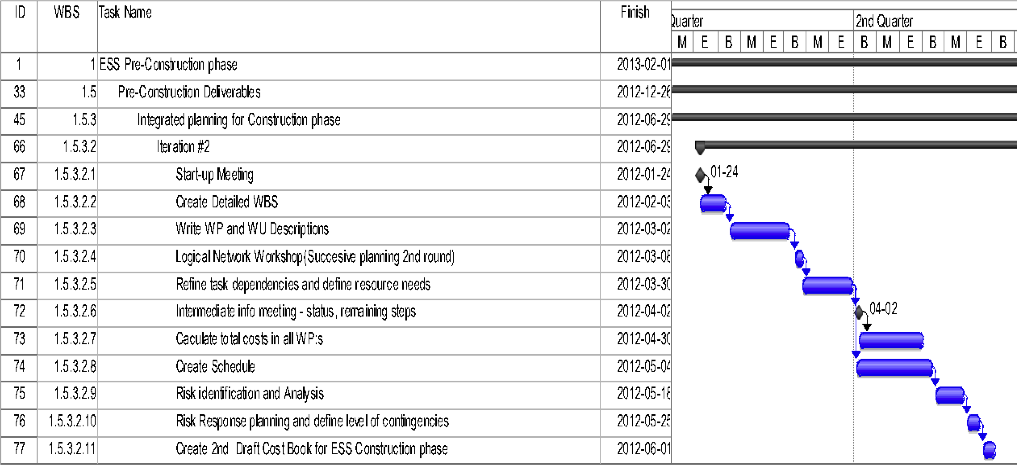 ID WBS Task Name Finish Quarter 2nd Quarter
M E B M E B M E B M E B M E B
1 1 ESS Pre-Construction phase 2013-02-01
33 1.5 Pre-Construction Deliverables 2012-12-26
45 1.5.3 Integrated planning for Construction phase 2012-06-29
66 1.5.3.2 Iteration #2 2012-06-29
67 1.5.3.2.1 Start-up Meeting 2012-01-24 01-24
68 1.5.3.2.2 Create Detailed WBS 2012-02-03
69 1.5.3.2.3 Write WP and WU Descriptions 2012-03-02
70 1.5.3.2.4 Logical Network Workshop(Succesive planning 2nd round) 2012-03-08
71 1.5.3.2.5 Refine task dependencies and define resource needs 2012-03-30
72 1.5.3.2.6 Intermediate info meeting - status, remaining steps 2012-04-02 04-02
73 1.5.3.2.7 Caculate total costs in all WP:s 2012-04-30
74 1.5.3.2.8 Create Schedule 2012-05-04
75 1.5.3.2.9 Risk identification and Analysis 2012-05-18
76 1.5.3.2.10 Risk Response planning and define level of contingencies 2012-05-25
77 1.5.3.2.11 Create 2nd Draft Cost Book for ESS Construction phase 2012-06-01